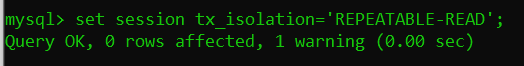 mysql> set session tx_isolation='REPEATABLE-READ';
Query OK, 0 rows affected, 1 warning (0.00 sec)